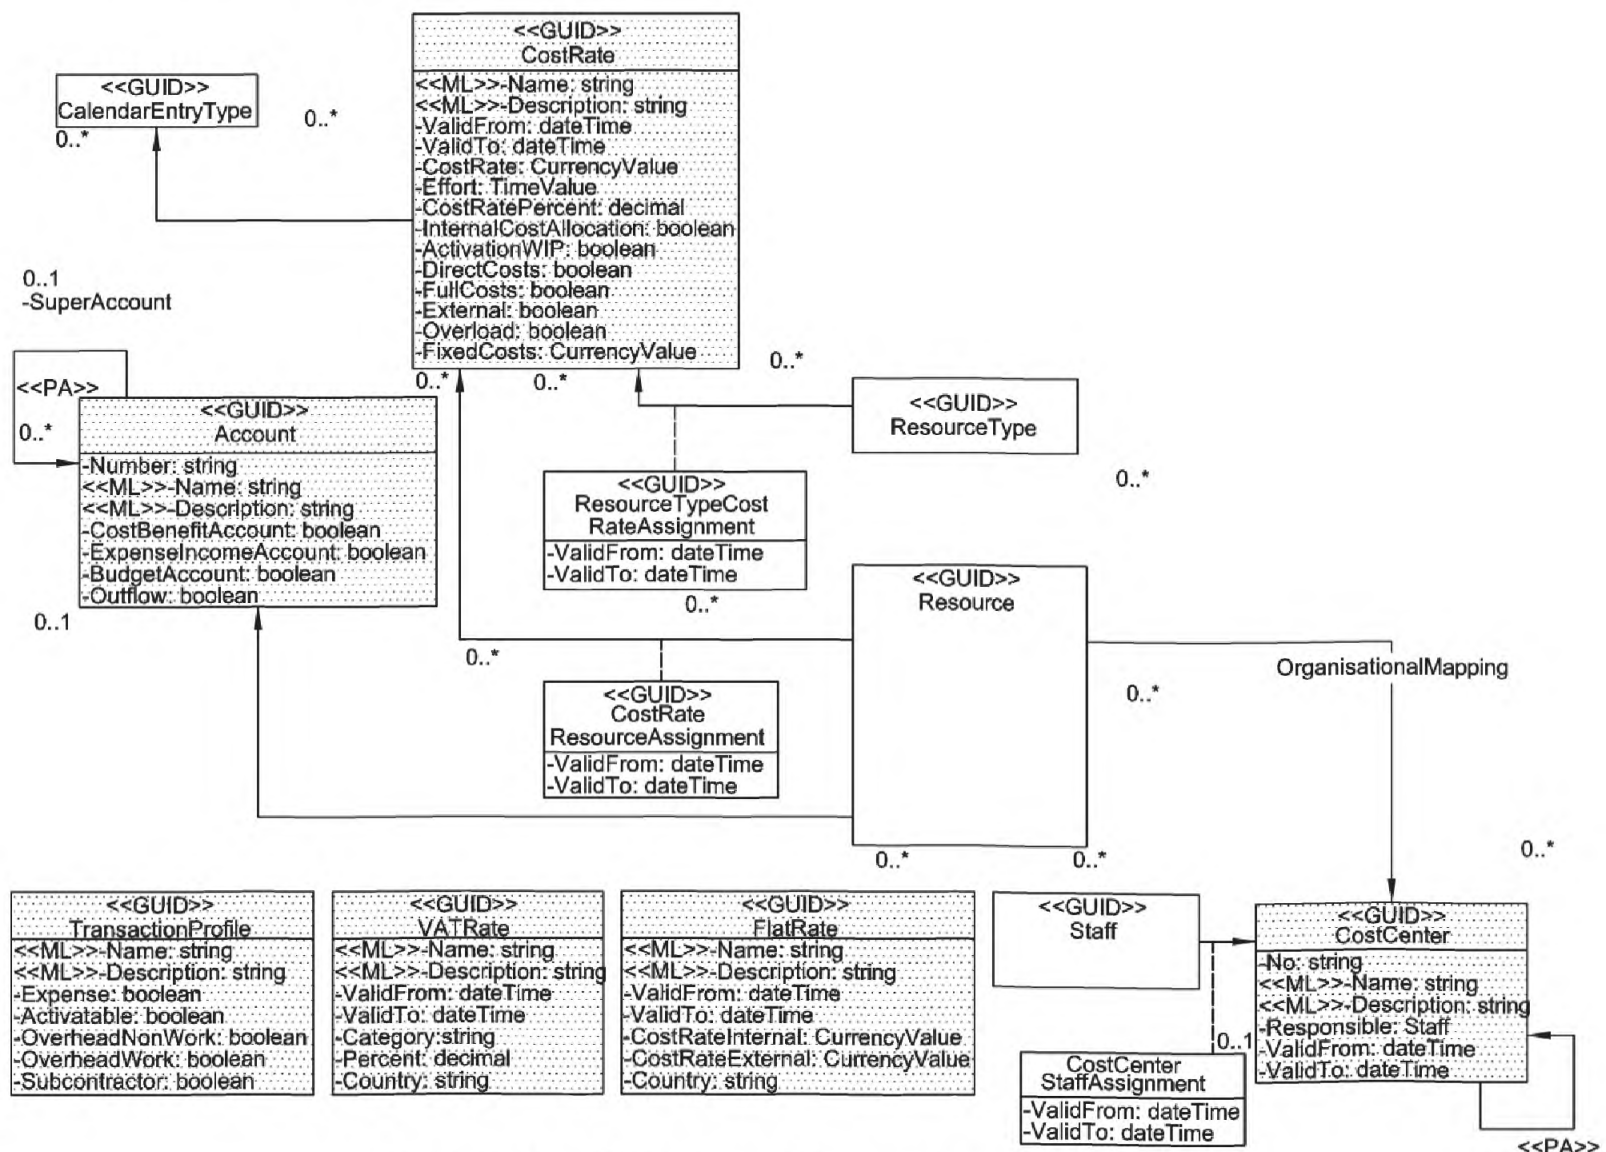 <<GUID>>
CostRate
<<ML>>-Name: string
<<ML>>-Description: string
-ValidFrom: dateTime
-ValidTo: dateTime
-CostRate: CurrencyValue
-Effort: TimeValue
-CostRatePercent: decimal
-InternalCostAllocation: boolean
-ActivationWIP: boolean
-DirectCosts: boolean
-FullCosts: boolean
-External: boolean
-Overload: boolean
-FixedCosts: CurrencyValue
<<GUID>>
CalendarEntryType
0..*
0..*
0..1
-SuperAccount
<<PA>>
0..*
<<GUID>>
Account
-Number: string
<<ML>>-Name: string
<<ML>>-Description: string
-CostBenefitAccount: boolean
-ExpenseIncomeAccount: boolean
-BudgetAccount: boolean
-Outflow: boolean
0..1
0..*
0..*
0..*
<<GUID>>
ResourceType
0..*
<<GUID>>
ResourceTypeCost
RateAssignment
-ValidFrom: dateTime
-ValidTo: dateTime
0..*
0..*
<<GUID>>
CostRate
ResourceAssignment
-ValidFrom: dateTime
-ValidTo: dateTime
<<GUID>>
Resource
0..*
0..*
0..*
OrganisationalMapping
0..*
<<GUID>>
TransactionProfile
<<ML>>-Name: string
<<ML>>-Description: string
-Expense: boolean
-Activatable: boolean
-OverheadNonWork: boolean
-OverheadWork: boolean
-Subcontractor: boolean
<<GUID>>
VATRate
<<ML>>-Name: string
<<ML>>-Description: string
-ValidFrom: dateTime
-ValidTo: dateTime
-Category:string
-Percent: decimal
-Country: string
<<GUID>>
FlatRate
<<ML>>-Name: string
<<ML>>-Description: string
-ValidFrom: dateTime
-ValidTo: dateTime
-CostRateInternal: CurrencyValue
-CostRateExternal: CurrencyValue
-Country: string
<<GUID>>
Staff
<<GUID>>
CostCenter
-No: string
<<ML>>-Name: string
<<ML>>-Description: string
-Responsible: Staff
-ValidFrom: dateTime
-ValidTo: dateTime
0..1
CostCenter
StaffAssignment
-ValidFrom: dateTime
-ValidTo: dateTime
<<PA>>